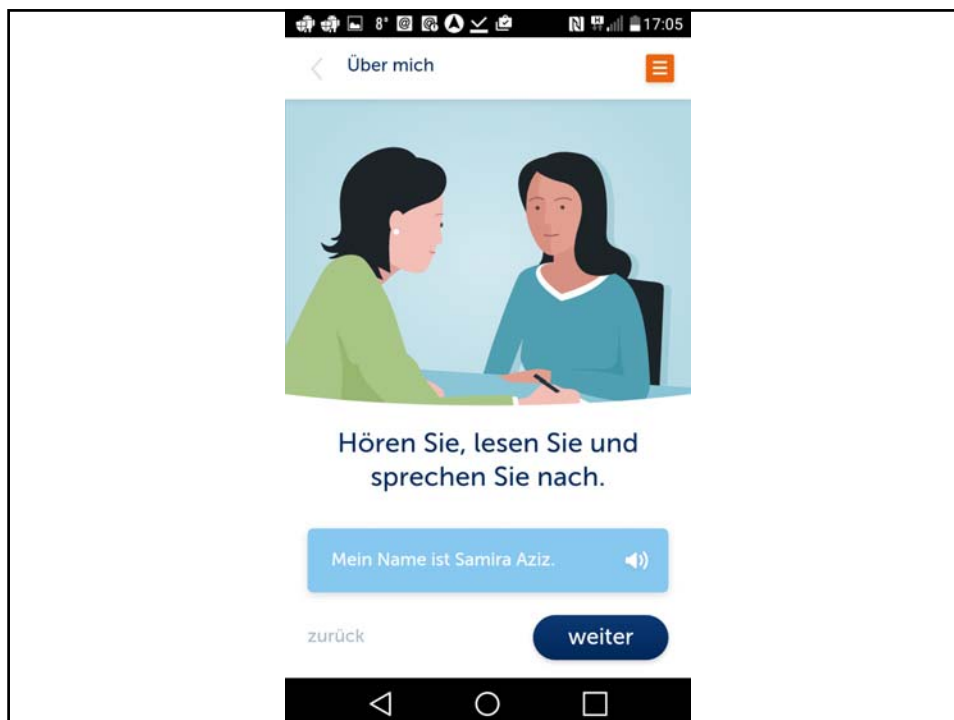 8° 17:05
Über mich
Hören Sie, lesen Sie und
sprechen Sie nach.
Mein Name ist Samira Aziz.
zurück weiter